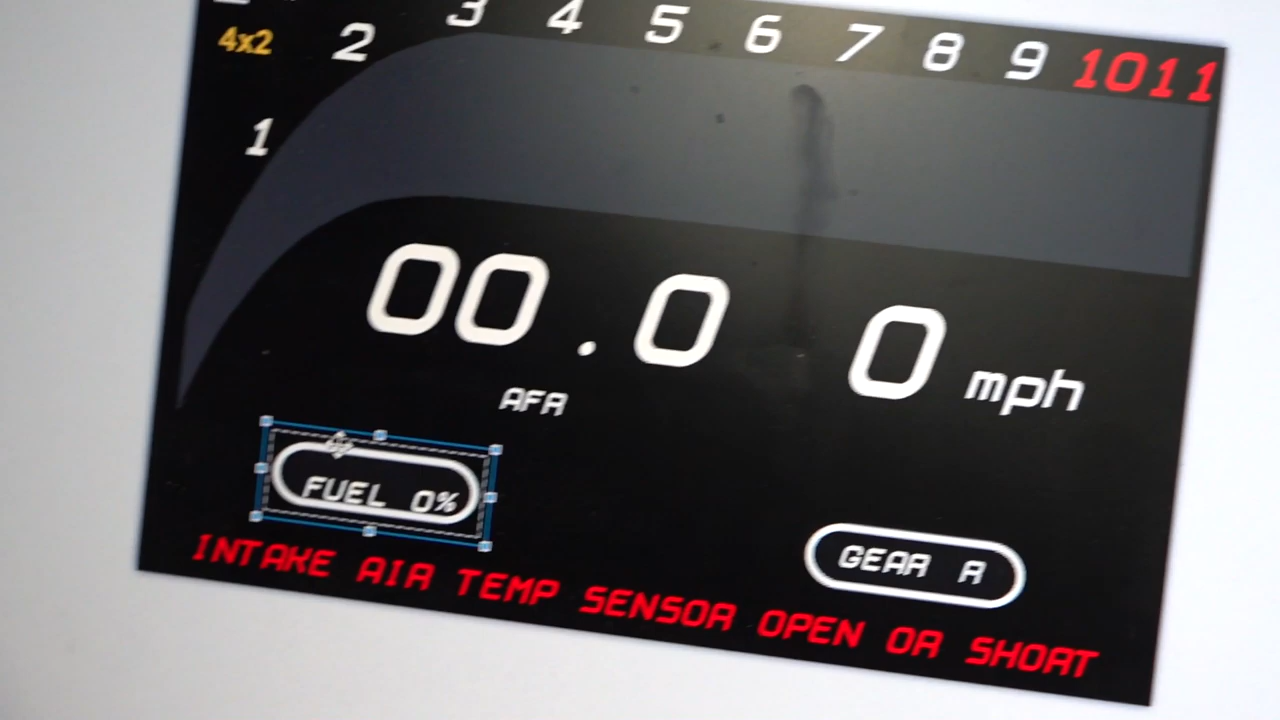 3 4 5 6 7 8 9 1011
4x2 2
1
00.0 0 mph
AFR
FUEL 0%
GEAR R
INTAKE AIR TEMP SENSOR OPEN OR SHORT